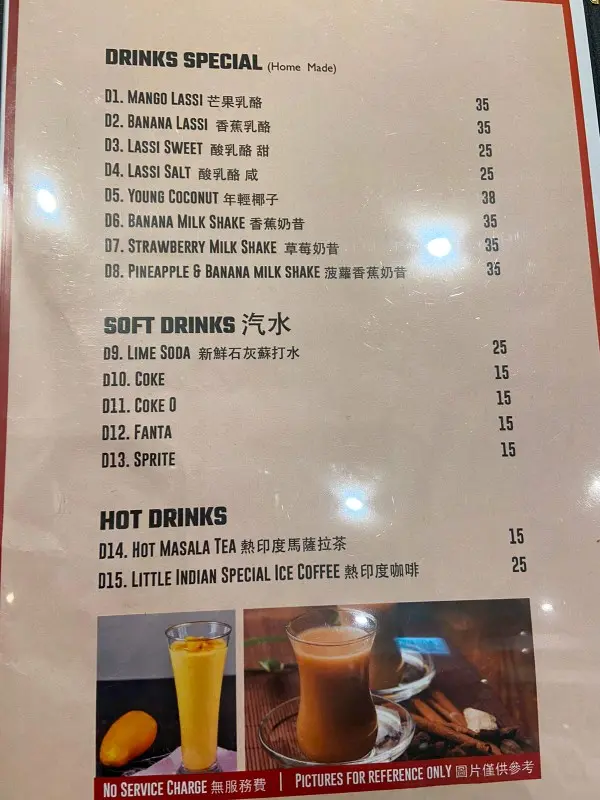 DRINKS SPECIAL (Home Made)
D1. MANGO LASSI 芒果乳酪 35
D2. BANANA LASSI 香蕉乳酪 35
D3. LASSI SWEET 酸乳酪 甜 25
D4. LASSI SALT 酸乳酪 咸 25
D5. YOUNG COCONUT 年輕椰子 38
D6. BANANA MILK SHAKE 香蕉奶昔 35
D7. STRAWBERRY MILK SHAKE 草莓奶昔 35
D8. PINEAPPLE & BANANA MILK SHAKE 菠蘿香蕉奶昔 35
SOFT DRINKS 汽水
D9. LIME SODA 新鮮石灰蘇打水 25
D10. COKE 15
D11. COKE 0 15
D12. FANTA 15
D13. SPRITE 15
HOT DRINKS
D14. HOT MASALA TEA 熱印度馬薩拉茶 15
D15. LITTLE INDIAN SPECIAL ICE COFFEE 熱印度咖啡 25
NO SERVICE CHARGE 無服務費 | PICTURES FOR REFERENCE ONLY 圖片僅供參考